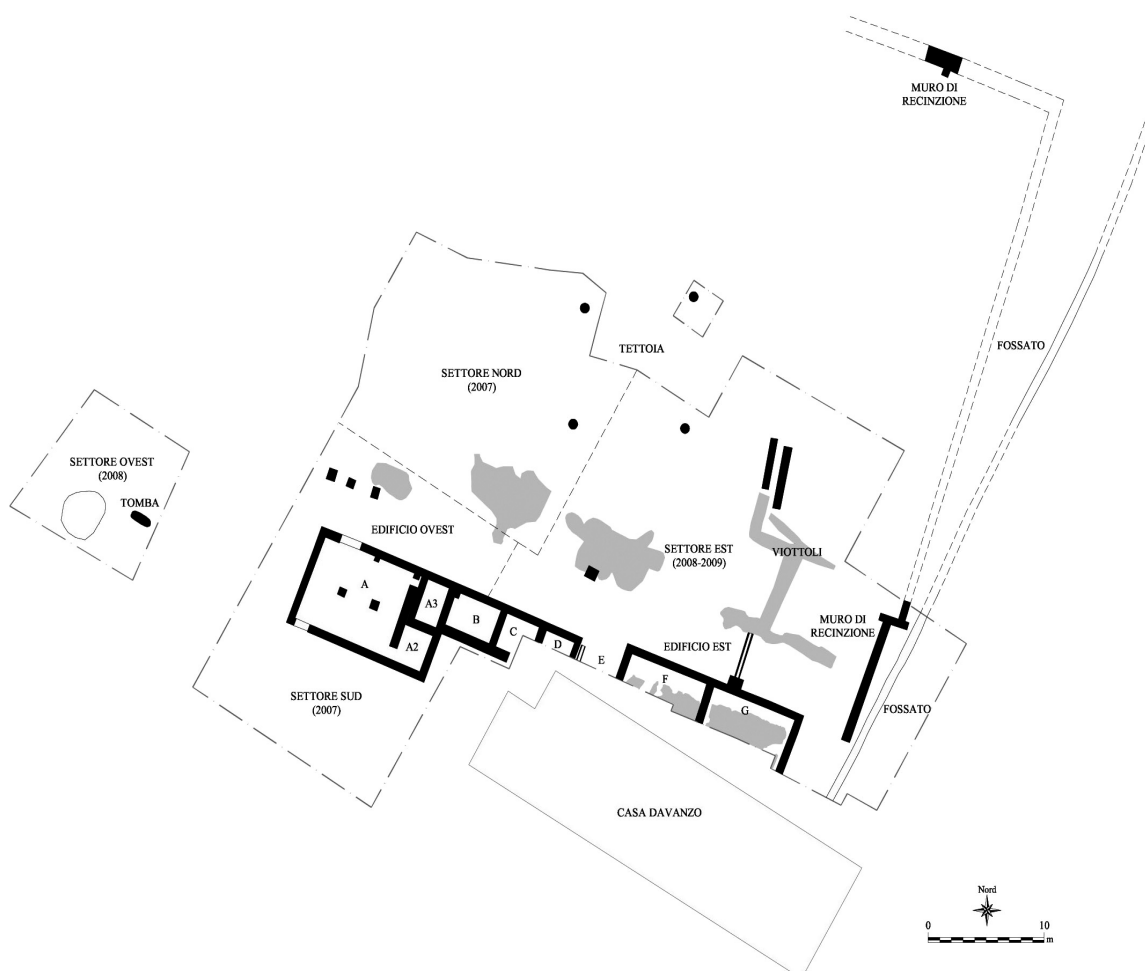 MURO DI
RECINZIONE
FOSSATO
TETTOIA
SETTORE NORD
(2007)
SETTORE OVEST
(2008)
TOMBA
EDIFICIO OVEST
SETTORE EST
(2008-2009)
VIOTTOLI
A
A3
B
C
D
A2
E
EDIFICIO EST
MURO DI
RECINZIONE
F
G
SETTORE SUD
(2007)
FOSSATO
CASA DAVANZO
Nord
0 10
m